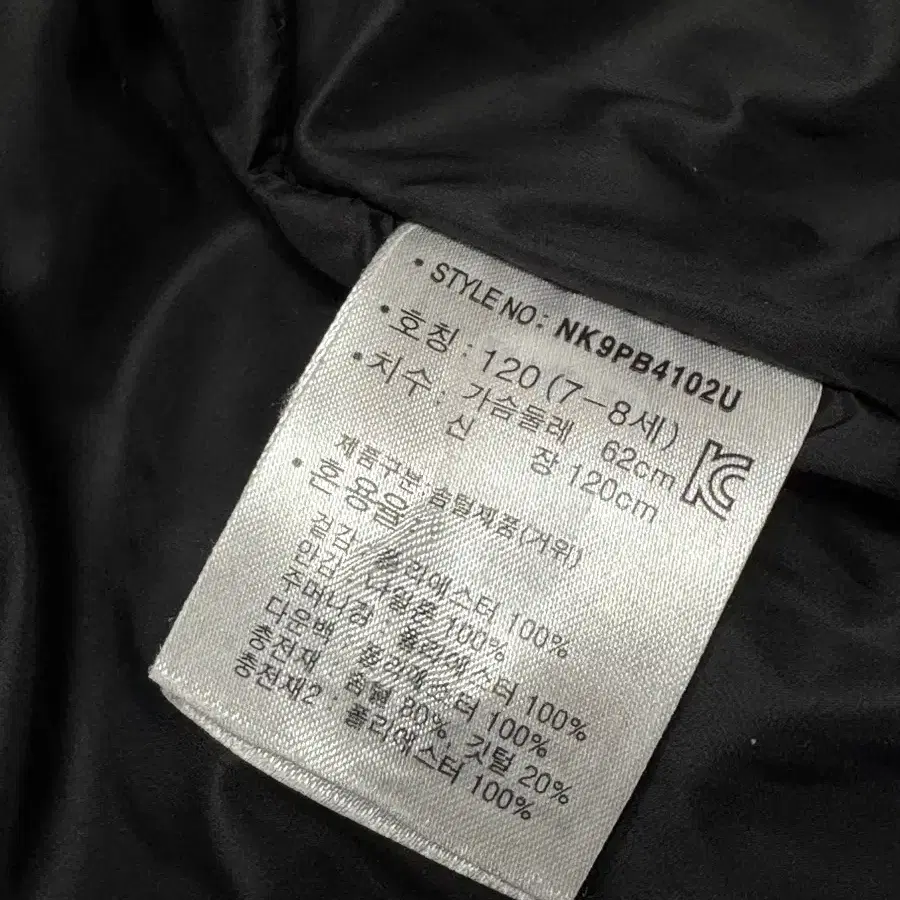 • STYLE NO: NK9PB4102U
• 호칭 : 120 (7-8세)
• 치수 : 가슴둘레 62cm
신 장 120cm
제품구분 솜털제품(거위)
• 혼용율
겉감 : 폴리에스터 100%
안감 : 나일론 100%
주머니감 : 폴리에스터 100%
다운백 폴리에스터 100%
충전재 솜털 80%, 깃털 20%
충전재2 : 폴리에스터 100%